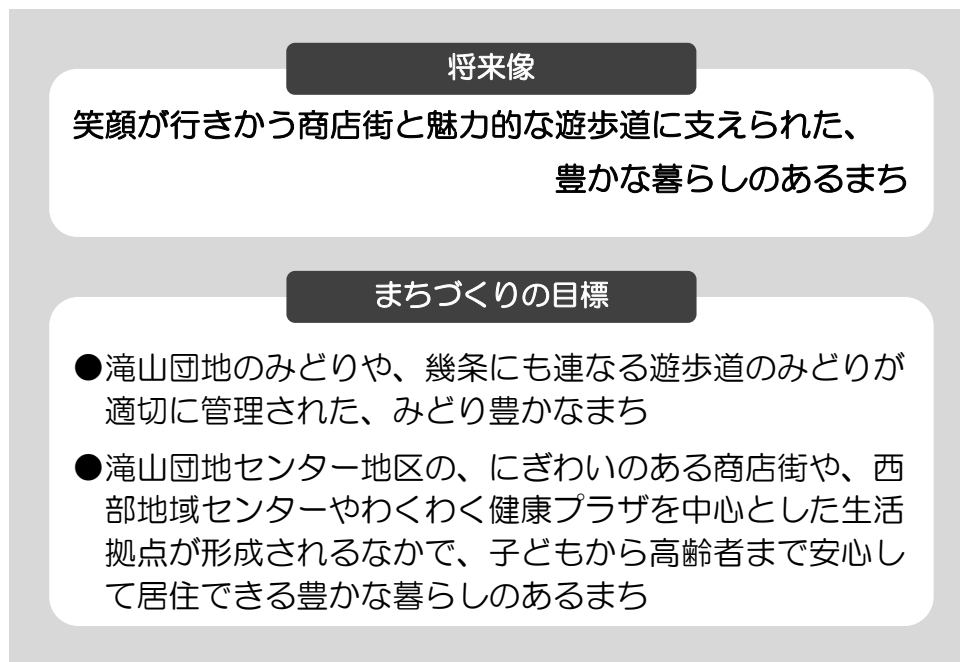 将来像
笑顔が行きかう商店街と魅力的な遊歩道に支えられた、
豊かな暮らしのあるまち
まちづくりの目標
●滝山団地のみどりや、幾条にも連なる遊歩道のみどりが
適切に管理された、みどり豊かなまち
●滝山団地センター地区の、にぎわいのある商店街や、西
部地域センターやわくわく健康プラザを中心とした生活
拠点が形成されるなかで、子どもから高齢者まで安心し
て居住できる豊かな暮らしのあるまち